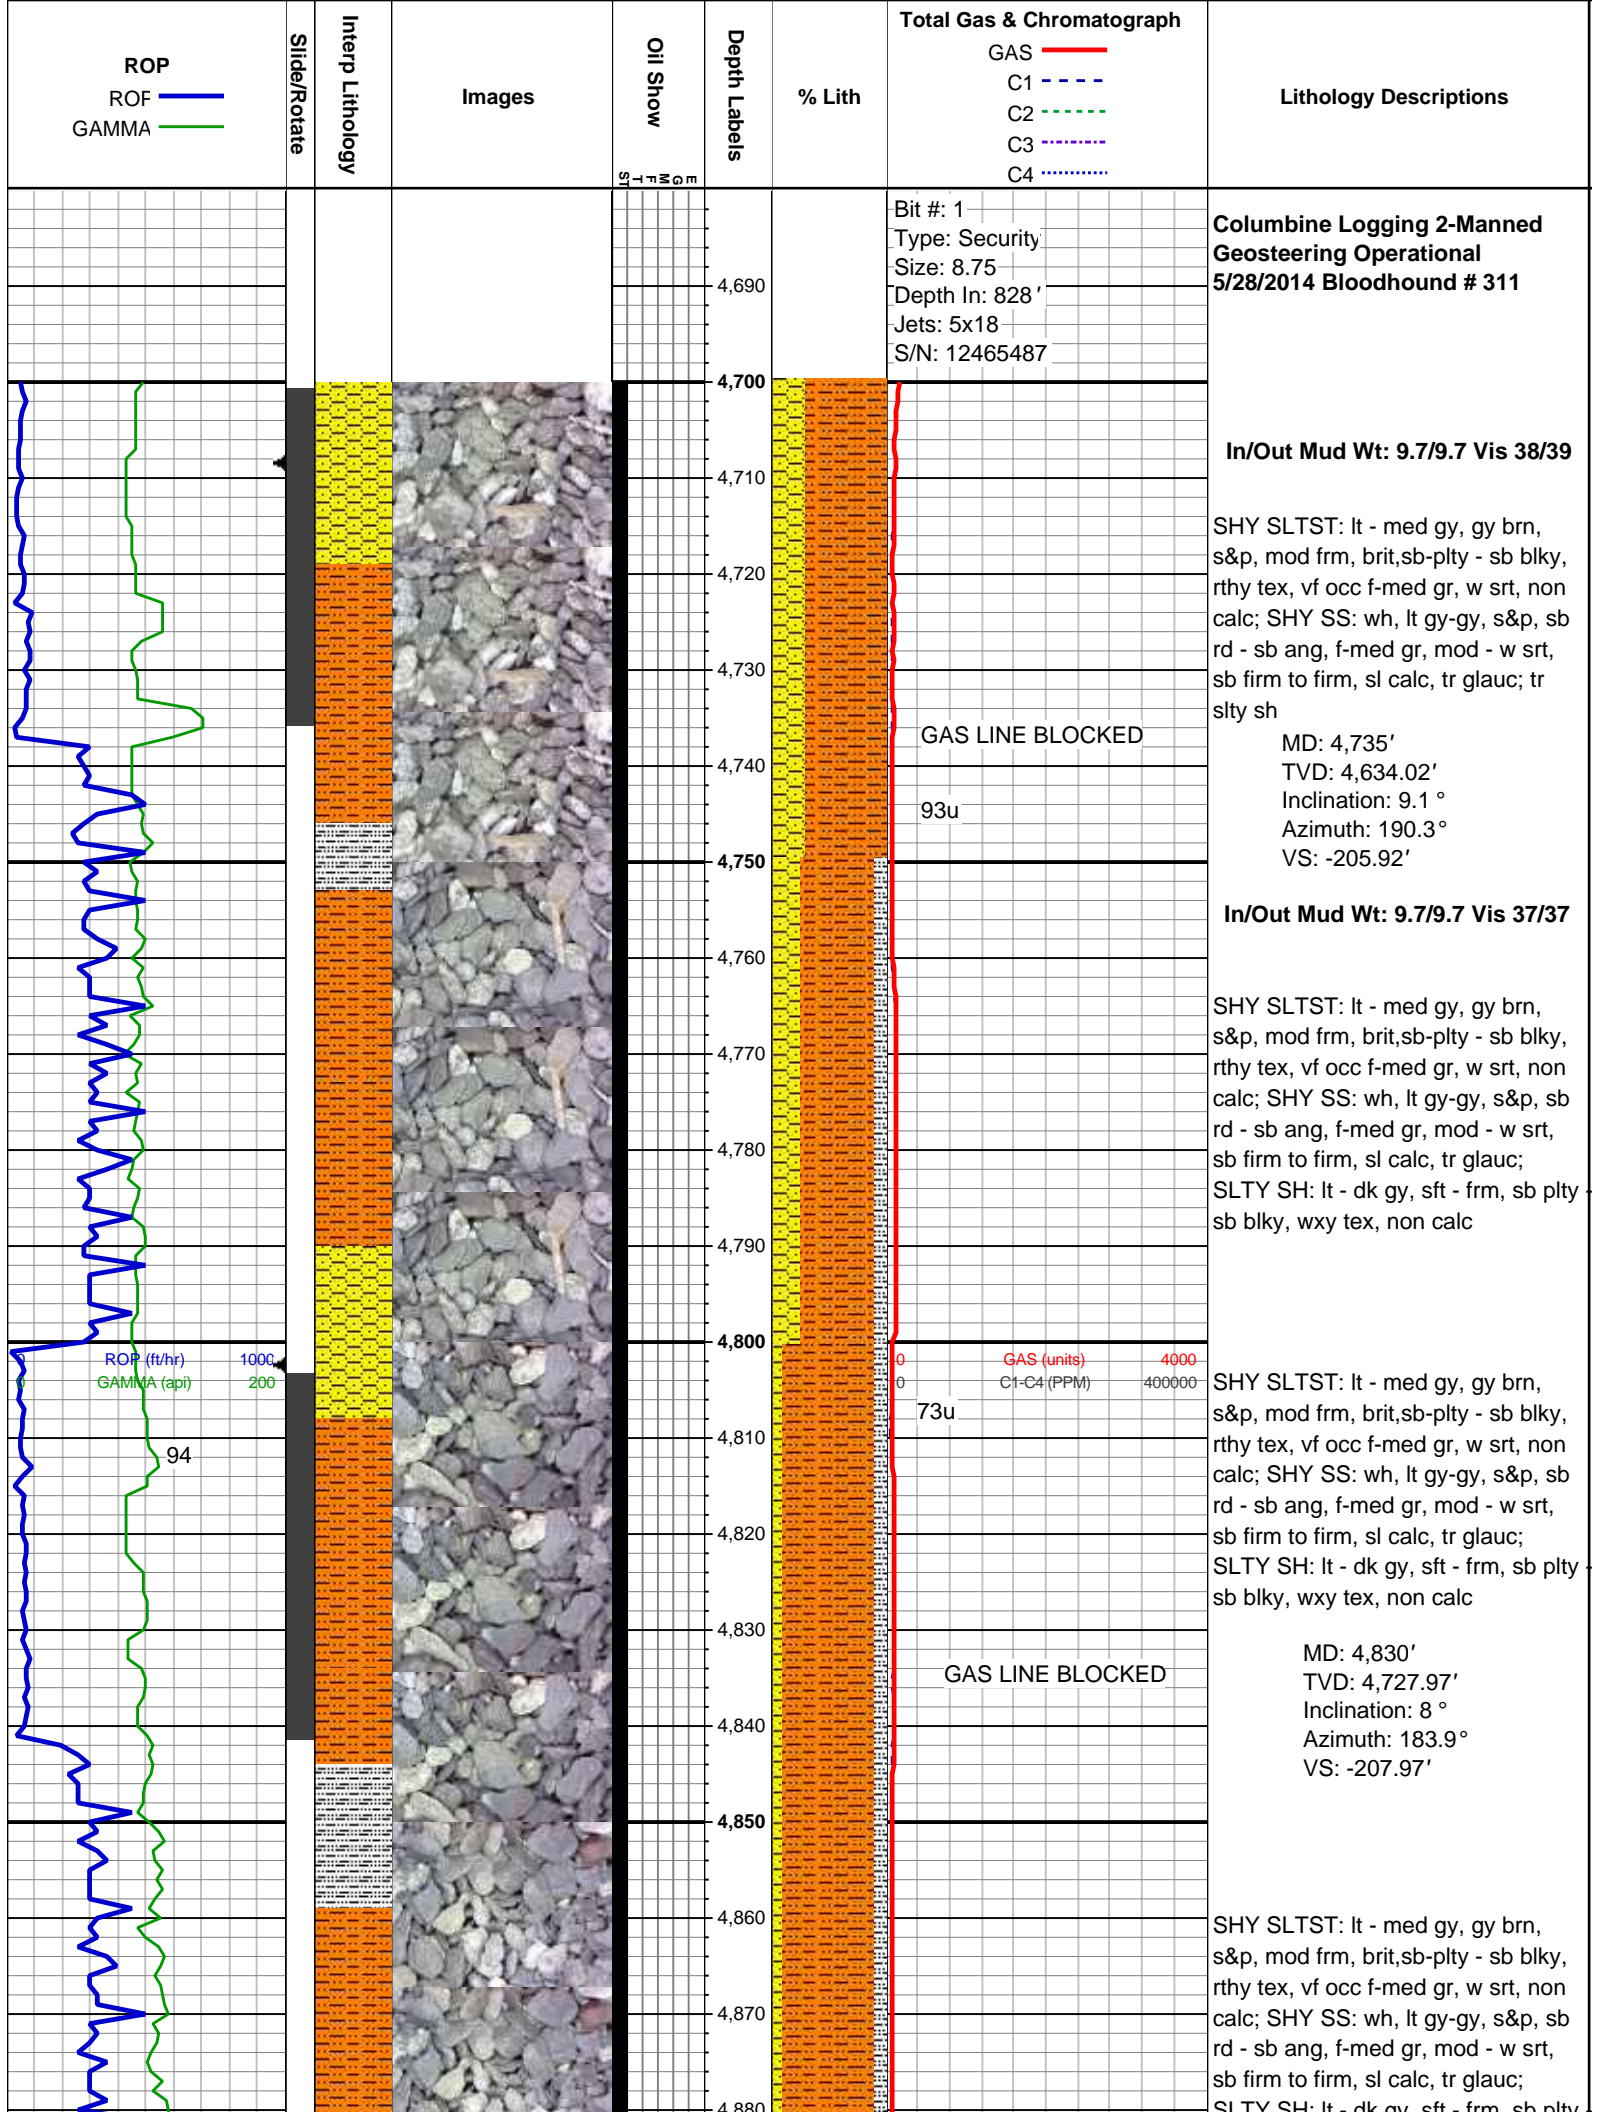 ROP
ROP
GAMMA
Slide/Rotate
Interp Lithology
Images
Oil Show
ST T F M G E
Depth Labels
% Lith
Total Gas & Chromatograph
GAS
C1
C2
C3
C4
Lithology Descriptions
Bit #: 1
Type: Security
Size: 8.75
Depth In: 828 '
Jets: 5x18
S/N: 12465487
Columbine Logging 2-Manned
Geosteering Operational
5/28/2014 Bloodhound # 311
4,690
4,700
In/Out Mud Wt: 9.7/9.7 Vis 38/39
4,710
SHY SLTST: lt - med gy, gy brn,
s&p, mod frm, brit,sb-plty - sb blky,
rthy tex, vf occ f-med gr, w srt, non
calc; SHY SS: wh, lt gy-gy, s&p, sb
rd - sb ang, f-med gr, mod - w srt,
sb firm to firm, sl calc, tr glauc; tr
slty sh
4,720
4,730
GAS LINE BLOCKED
MD: 4,735'
TVD: 4,634.02'
Inclination: 9.1 °
Azimuth: 190.3°
VS: -205.92'
4,740
93u
4,750
In/Out Mud Wt: 9.7/9.7 Vis 37/37
4,760
SHY SLTST: lt - med gy, gy brn,
s&p, mod frm, brit,sb-plty - sb blky,
rthy tex, vf occ f-med gr, w srt, non
calc; SHY SS: wh, lt gy-gy, s&p, sb
rd - sb ang, f-med gr, mod - w srt,
sb firm to firm, sl calc, tr glauc;
SLTY SH: lt - dk gy, sft - frm, sb plty -
sb blky, wxy tex, non calc
4,770
4,780
4,790
4,800
0 ROP (ft/hr) 1000
0 GAMMA (api) 200
0 GAS (units) 4000
0 C1-C4 (PPM) 400000
73u
94
4,810
SHY SLTST: lt - med gy, gy brn,
s&p, mod frm, brit,sb-plty - sb blky,
rthy tex, vf occ f-med gr, w srt, non
calc; SHY SS: wh, lt gy-gy, s&p, sb
rd - sb ang, f-med gr, mod - w srt,
sb firm to firm, sl calc, tr glauc;
SLTY SH: lt - dk gy, sft - frm, sb plty -
sb blky, wxy tex, non calc
4,820
4,830
GAS LINE BLOCKED
MD: 4,830'
TVD: 4,727.97'
Inclination: 8 °
Azimuth: 183.9°
VS: -207.97'
4,840
4,850
4,860
SHY SLTST: lt - med gy, gy brn,
s&p, mod frm, brit,sb-plty - sb blky,
rthy tex, vf occ f-med gr, w srt, non
calc; SHY SS: wh, lt gy-gy, s&p, sb
rd - sb ang, f-med gr, mod - w srt,
sb firm to firm, sl calc, tr glauc;
SLTY SH: lt - dk gy, sft - frm, sb plty -
4,870
4,880